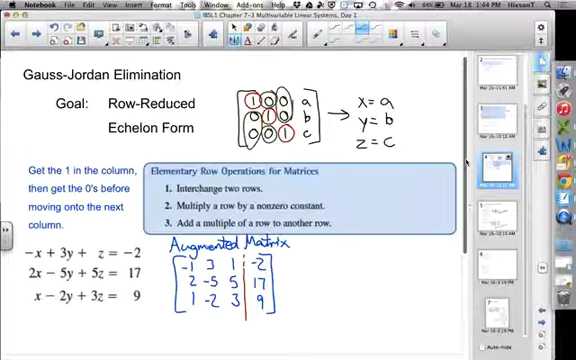 Notebook File Edit View Insert Format Tools Add-ons Window Help
Mar 18 1:44 PM HixsonT
IBSL1 Chapter 7-3 Multivariable Linear Systems, Day 1
Gauss-Jordan Elimination
Goal: Row-Reduced
Echelon Form
1 0 0 a
0 1 0 b
0 0 1 c
→ x = a
y = b
z = c
Get the 1 in the column,
then get the 0's before
moving onto the next
column.
Elementary Row Operations for Matrices
1. Interchange two rows.
2. Multiply a row by a nonzero constant.
3. Add a multiple of a row to another row.
Augmented Matrix
−x + 3y + z = −2
2x − 5y + 5z = 17
x − 2y + 3z = 9
-1 3 1 -2
2 -5 5 17
1 -2 3 9
Auto-hide